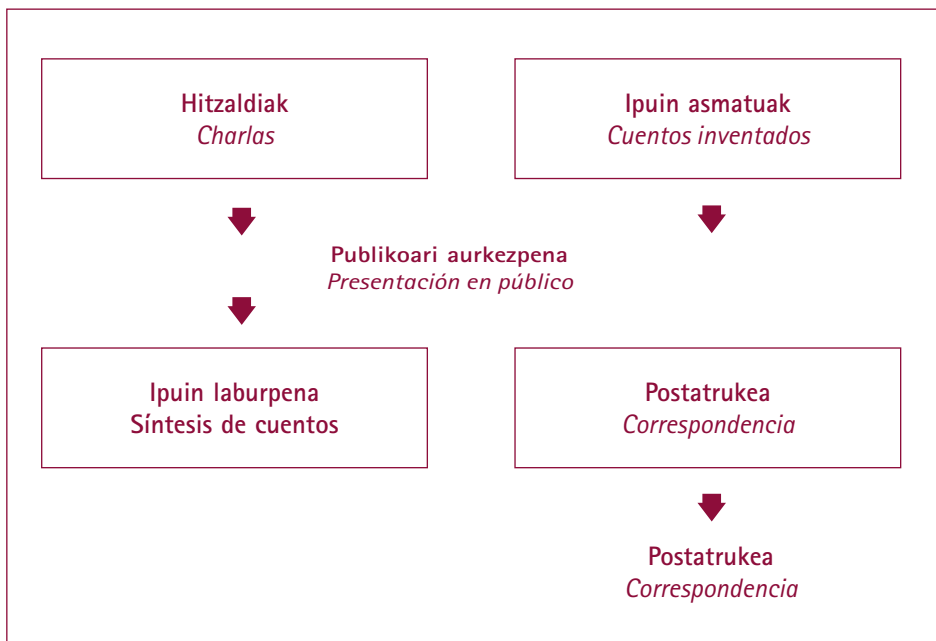 Hitzaldiak
Charlas
Ipuin asmatuak
Cuentos inventados
Publikoari aurkezpena
Presentación en público
Ipuin laburpena
Síntesis de cuentos
Postatrukea
Correspondencia
Postatrukea
Correspondencia